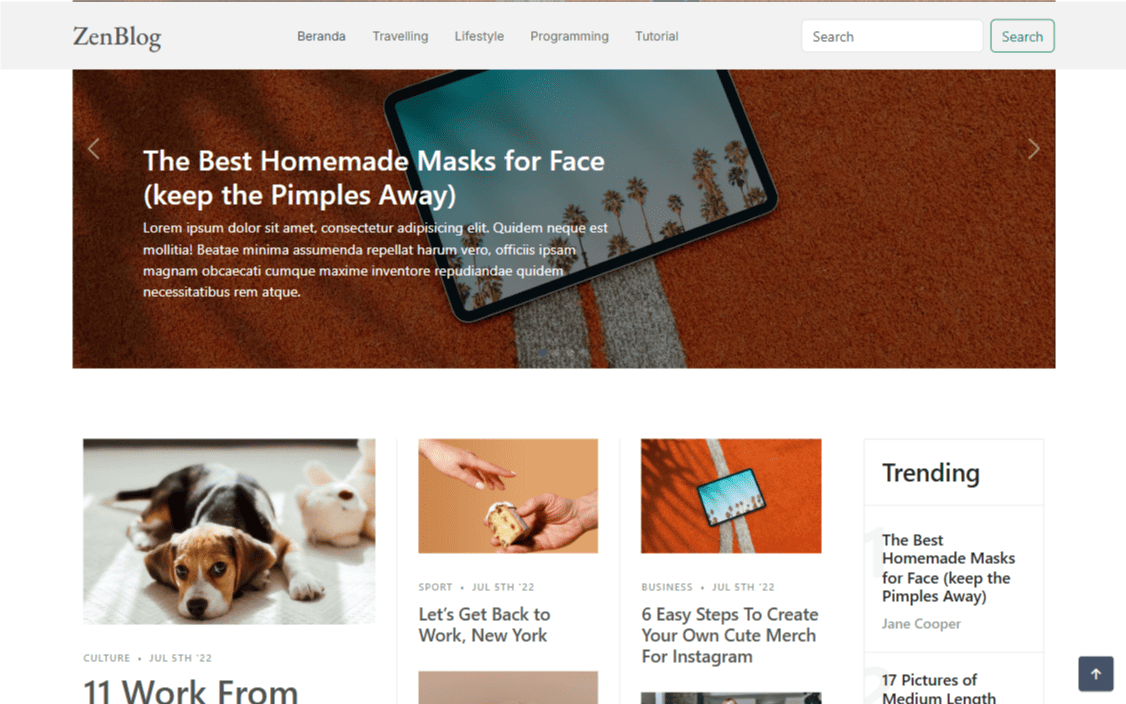 ZenBlog
Beranda
Travelling
Lifestyle
Programming
Tutorial
Search
Search
The Best Homemade Masks for Face
(keep the Pimples Away)
Lorem ipsum dolor sit amet, consectetur adipisicing elit. Quidem neque est
mollitia! Beatae minima assumenda repellat harum vero, officiis ipsam
magnam obcaecati cumque maxime inventore repudiandae quidem
necessitatibus rem atque.
CULTURE • JUL 5TH '22
11 Work From
SPORT • JUL 5TH '22
Let's Get Back to
Work, New York
BUSINESS • JUL 5TH '22
6 Easy Steps To Create
Your Own Cute Merch
For Instagram
Trending
1
The Best
Homemade Masks
for Face (keep the
Pimples Away)
Jane Cooper
2
17 Pictures of
Medium Length